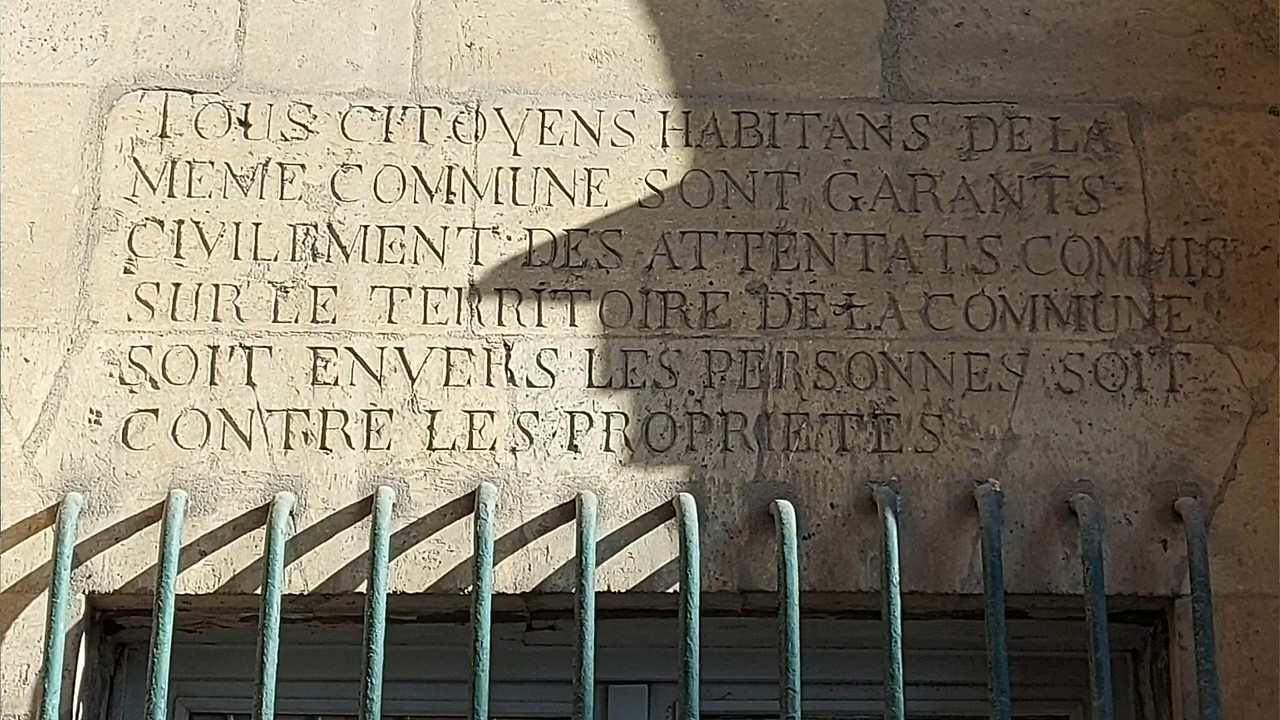 TOUS CITOYENS HABITANS DE LA
MEME COMMUNE SONT GARANTS
CIVILEMENT DES ATTENTATS COMMIS
SUR LE TERRITOIRE DE LA COMMUNE
SOIT ENVERS LES PERSONNES SOIT
CONTRE LES PROPRIETES